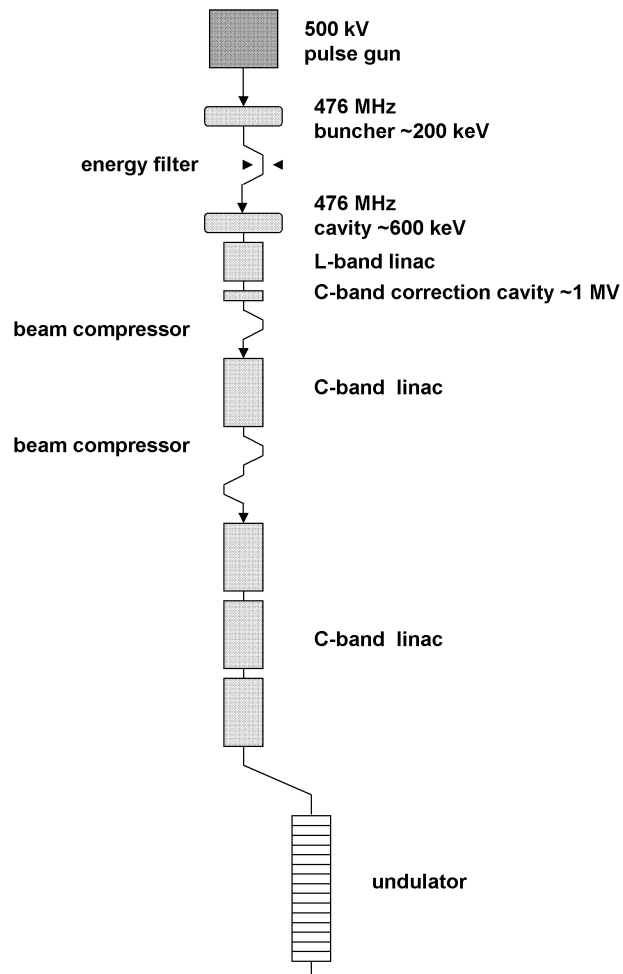 500 kV
pulse gun
476 MHz
buncher ~200 keV
energy filter
476 MHz
cavity ~600 keV
L-band linac
C-band correction cavity ~1 MV
beam compressor
C-band linac
beam compressor
C-band linac
undulator